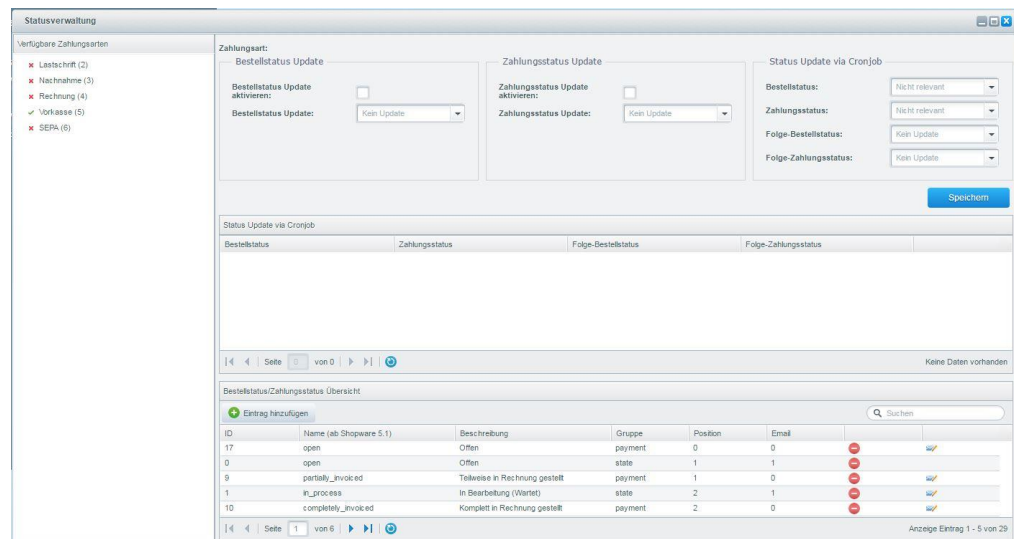 Statusverwaltung
Verfügbare Zahlungsarten
Lastschrift (2)
Nachnahme (3)
Rechnung (4)
Vorkasse (5)
SEPA (6)
Zahlungsart:
Bestellstatus Update
Bestellstatus Update aktivieren:
Bestellstatus Update: Kein Update
Zahlungsstatus Update
Zahlungsstatus Update aktivieren:
Zahlungsstatus Update: Kein Update
Status Update via Cronjob
Bestellstatus: Nicht relevant
Zahlungsstatus: Nicht relevant
Folge-Bestellstatus: Kein Update
Folge-Zahlungsstatus: Kein Update
Speichern
Status Update via Cronjob
Bestellstatus Zahlungsstatus Folge-Bestellstatus Folge-Zahlungsstatus
Seite von 0 Keine Daten vorhanden
Bestellstatus/Zahlungsstatus Übersicht
Eintrag hinzufügen Suchen
ID Name (ab Shopware 5.1) Beschreibung Gruppe Position Email
17 open Offen payment 0 0
0 open Offen state 1 1
9 partially_invoiced Teilweise in Rechnung gestellt payment 1 0
1 in_process In Bearbeitung (Wartet) state 2 1
10 completely_invoiced Komplett in Rechnung gestellt payment 2 0
Seite 1 von 6 Anzeige Eintrag 1 - 5 von 29